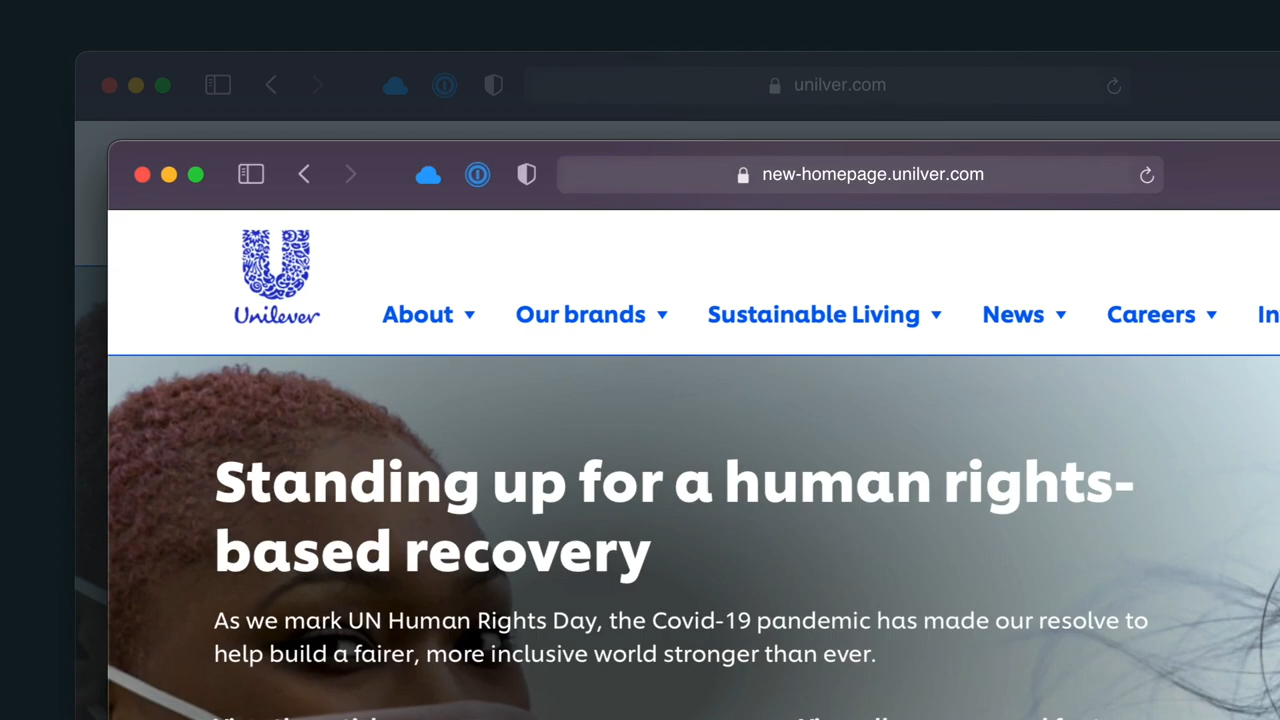 unilver.com
new-homepage.unilver.com
Unilever
About
Our brands
Sustainable Living
News
Careers
Standing up for a human rights-
based recovery
As we mark UN Human Rights Day, the Covid-19 pandemic has made our resolve to
help build a fairer, more inclusive world stronger than ever.